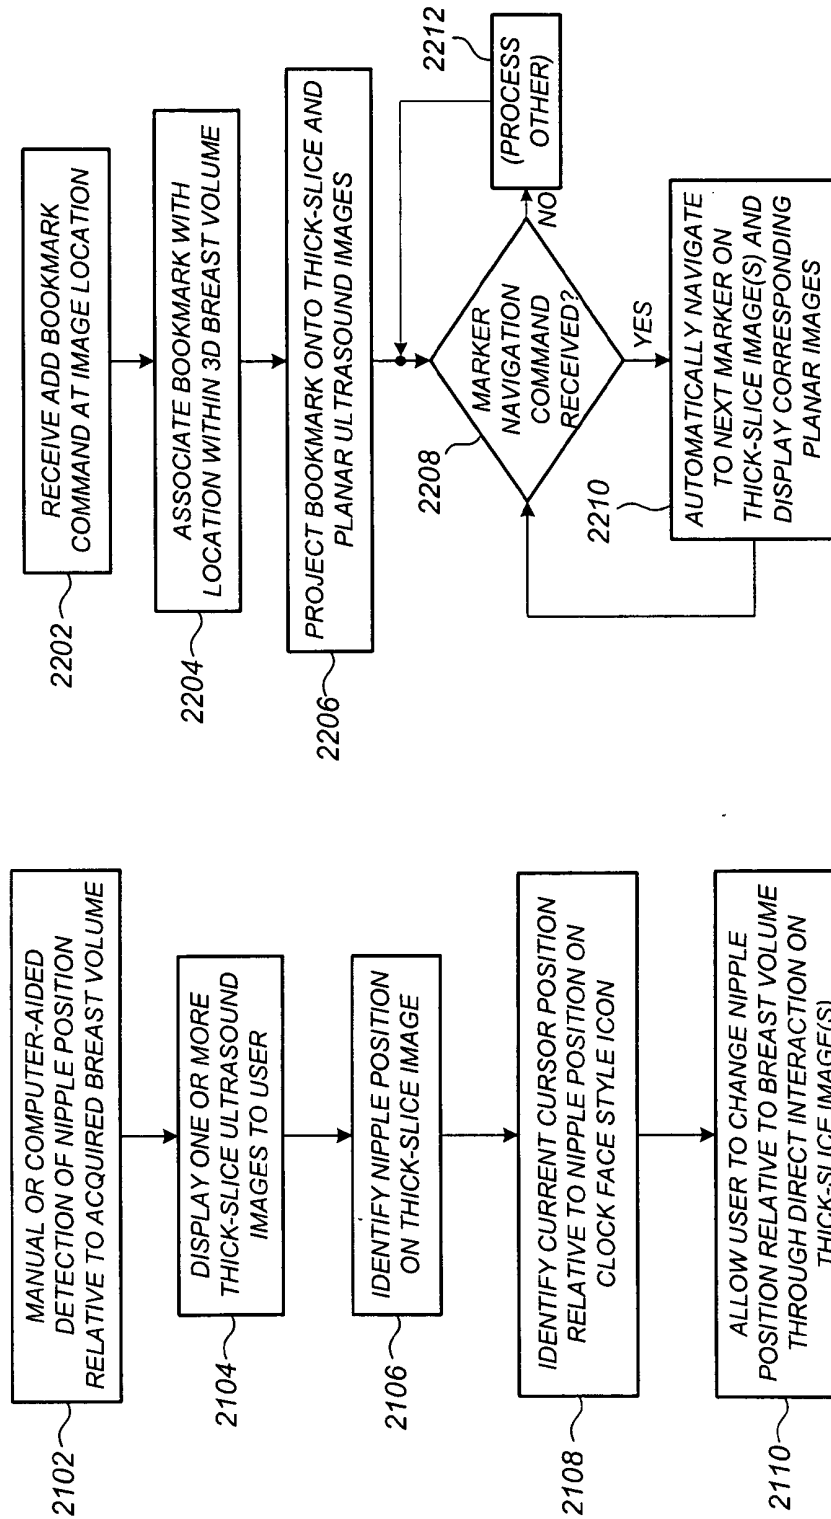 2102
MANUAL OR COMPUTER-AIDED
DETECTION OF NIPPLE POSITION
RELATIVE TO ACQUIRED BREAST VOLUME
2104
DISPLAY ONE OR MORE
THICK-SLICE ULTRASOUND
IMAGES TO USER
2106
IDENTIFY NIPPLE POSITION
ON THICK-SLICE IMAGE
2108
IDENTIFY CURRENT CURSOR POSITION
RELATIVE TO NIPPLE POSITION ON
CLOCK FACE STYLE ICON
2110
ALLOW USER TO CHANGE NIPPLE
POSITION RELATIVE TO BREAST VOLUME
THROUGH DIRECT INTERACTION ON
THICK-SLICE IMAGE(S)
2202
RECEIVE ADD BOOKMARK
COMMAND AT IMAGE LOCATION
2204
ASSOCIATE BOOKMARK WITH
LOCATION WITHIN 3D BREAST VOLUME
2206
PROJECT BOOKMARK ONTO THICK-SLICE AND
PLANAR ULTRASOUND IMAGES
2208
MARKER
NAVIGATION
COMMAND
RECEIVED?
NO
2212
(PROCESS
OTHER)
YES
2210
AUTOMATICALLY NAVIGATE
TO NEXT MARKER ON
THICK-SLICE IMAGE(S) AND
DISPLAY CORRESPONDING
PLANAR IMAGES